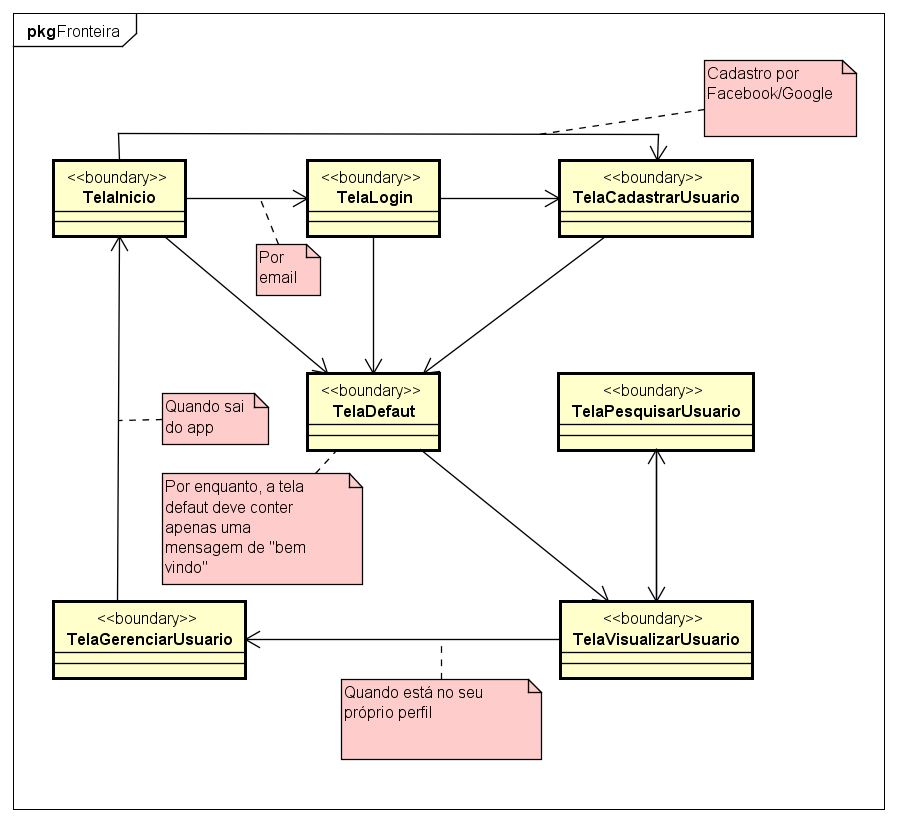 pkgFronteira
Cadastro por
Facebook/Google
<<boundary>>
TelaInicio
<<boundary>>
TelaLogin
<<boundary>>
TelaCadastrarUsuario
Por
email
<<boundary>>
TelaDefaut
<<boundary>>
TelaPesquisarUsuario
Quando sai
do app
Por enquanto, a tela
defaut deve conter
apenas uma
mensagem de "bem
vindo"
<<boundary>>
TelaGerenciarUsuario
<<boundary>>
TelaVisualizarUsuario
Quando está no seu
próprio perfil